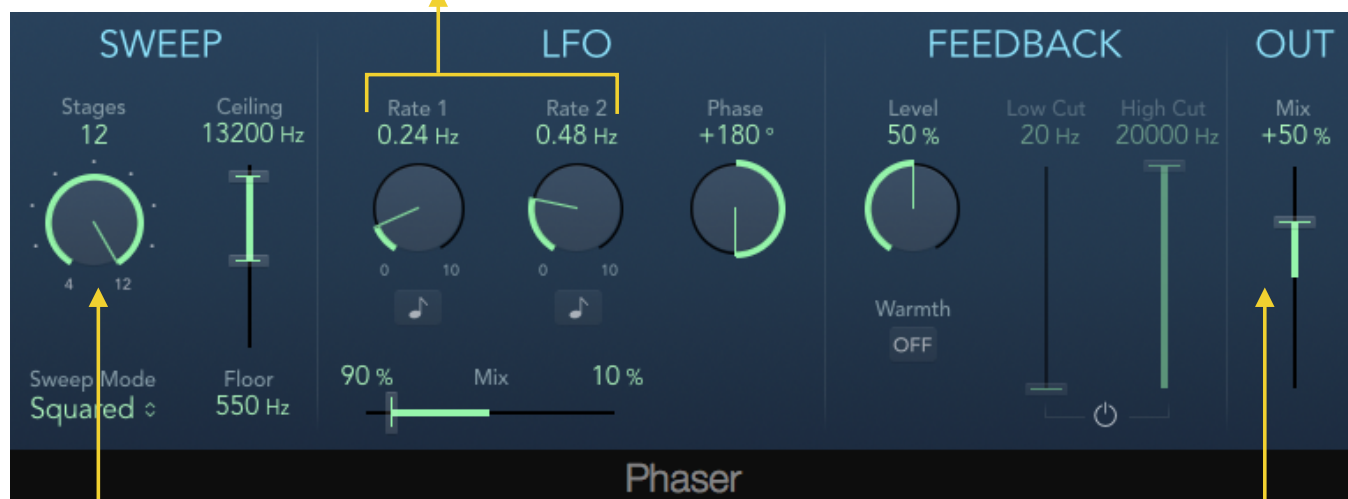 SWEEP
Stages
12
4 12
Ceiling
13200 Hz
Sweep Mode
Squared
Floor
550 Hz
LFO
Rate 1
0.24 Hz
0 10
Rate 2
0.48 Hz
0 10
Phase
+180 °
90 % Mix 10 %
FEEDBACK
Level
50 %
Low Cut
20 Hz
High Cut
20000 Hz
Warmth
OFF
OUT
Mix
+50 %
Phaser